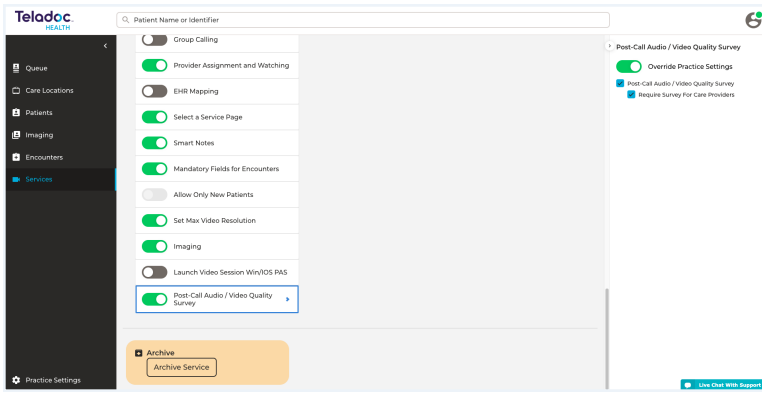 Teladoc
HEALTH
Patient Name or Identifier
Queue
Care Locations
Patients
Imaging
Encounters
Services
Practice Settings
Group Calling
Provider Assignment and Watching
EHR Mapping
Select a Service Page
Smart Notes
Mandatory Fields for Encounters
Allow Only New Patients
Set Max Video Resolution
Imaging
Launch Video Session Win/IOS PAS
Post-Call Audio / Video Quality
Survey
Archive
Archive Service
Post-Call Audio / Video Quality Survey
Override Practice Settings
Post-Call Audio / Video Quality Survey
Require Survey For Care Providers
Live Chat With Support